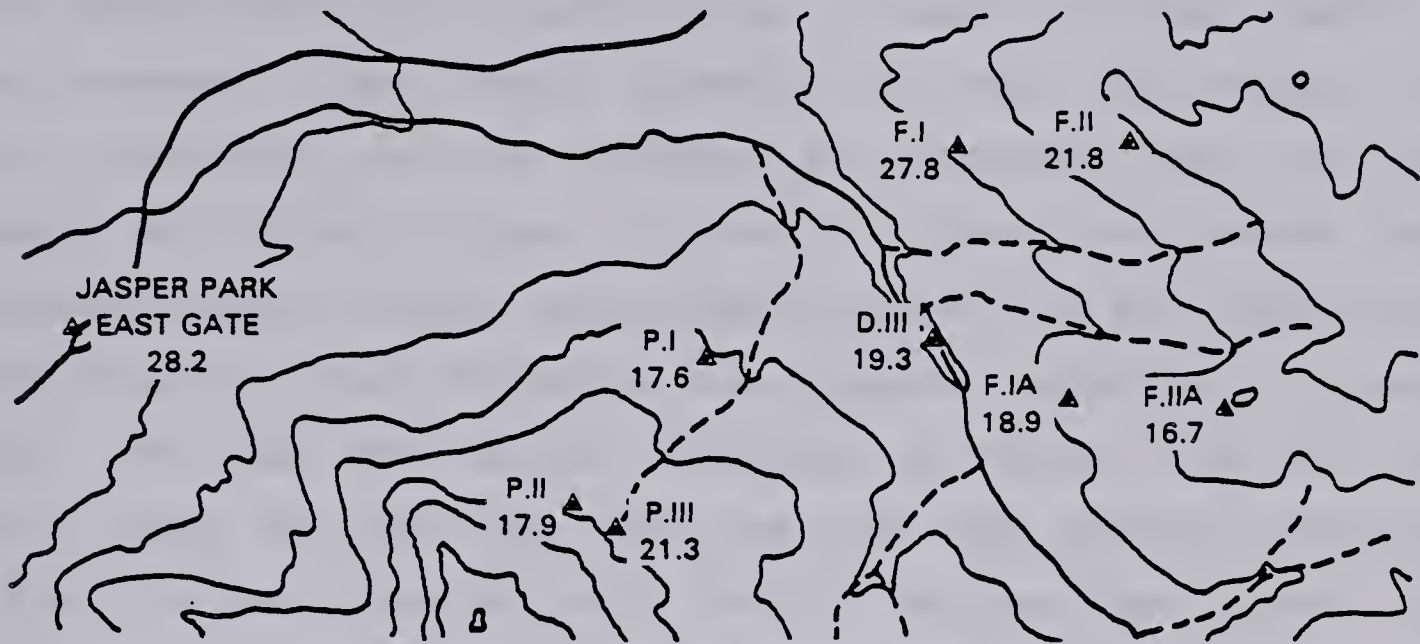 F.I
27.8
F.II
21.8
JASPER PARK
EAST GATE
28.2
P.I
17.6
D.III
19.3
F.IA
18.9
F.IIA
16.7
P.II
17.9
P.III
21.3